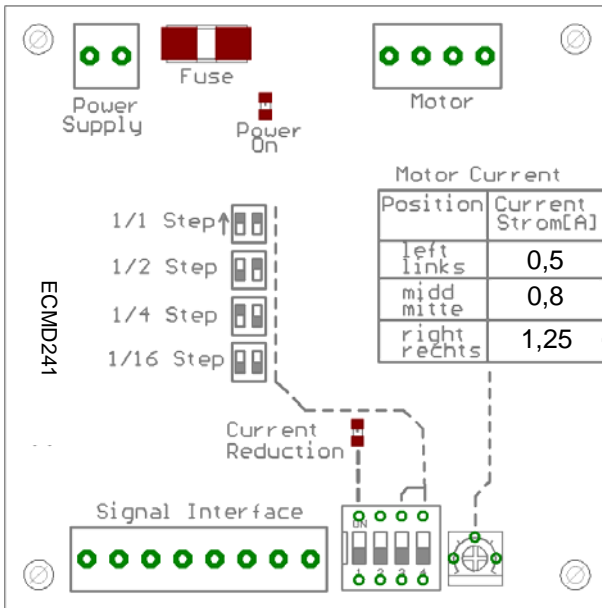 Fuse
Power
Supply
Power
On
Motor
Motor Current
Position
Current
Strom[A]
left
links
0,5
midd
mitte
0,8
right
rechts
1,25
1/1 Step
1/2 Step
1/4 Step
1/16 Step
ECMD241
Current
Reduction
Signal Interface
ON
1 2 3 4